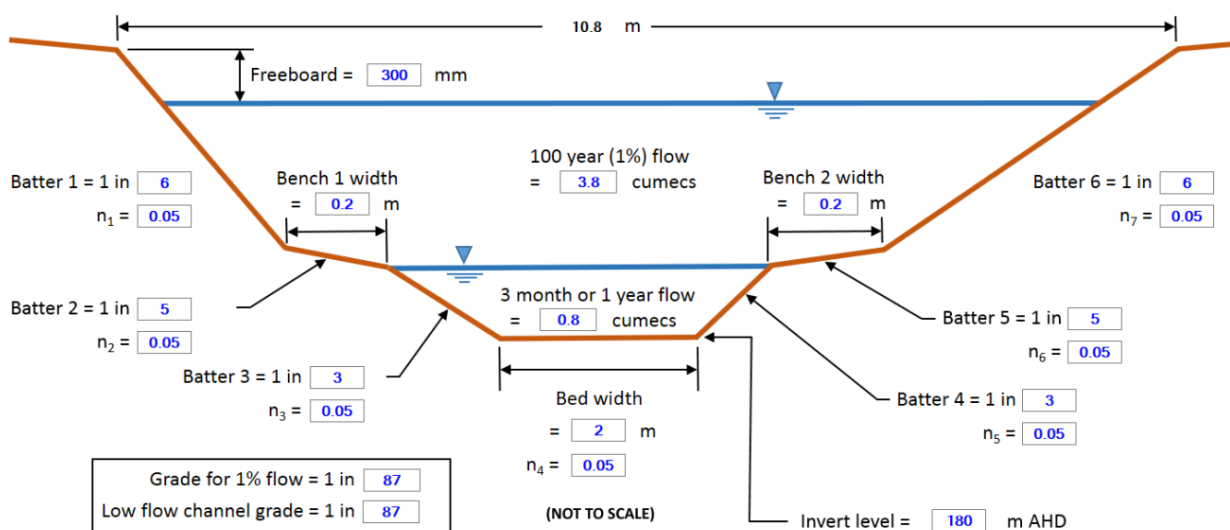 10.8 m
Freeboard = 300 mm
100 year (1%) flow
= 3.8 cumecs
Batter 1 = 1 in 6
n1 = 0.05
Bench 1 width
= 0.2 m
Bench 2 width
= 0.2 m
Batter 6 = 1 in 6
n7 = 0.05
3 month or 1 year flow
= 0.8 cumecs
Batter 2 = 1 in 5
n2 = 0.05
Batter 5 = 1 in 5
n6 = 0.05
Batter 3 = 1 in 3
n3 = 0.05
Bed width
= 2 m
n4 = 0.05
Batter 4 = 1 in 3
n5 = 0.05
Grade for 1% flow = 1 in 87
Low flow channel grade = 1 in 87
(NOT TO SCALE)
Invert level = 180 m AHD